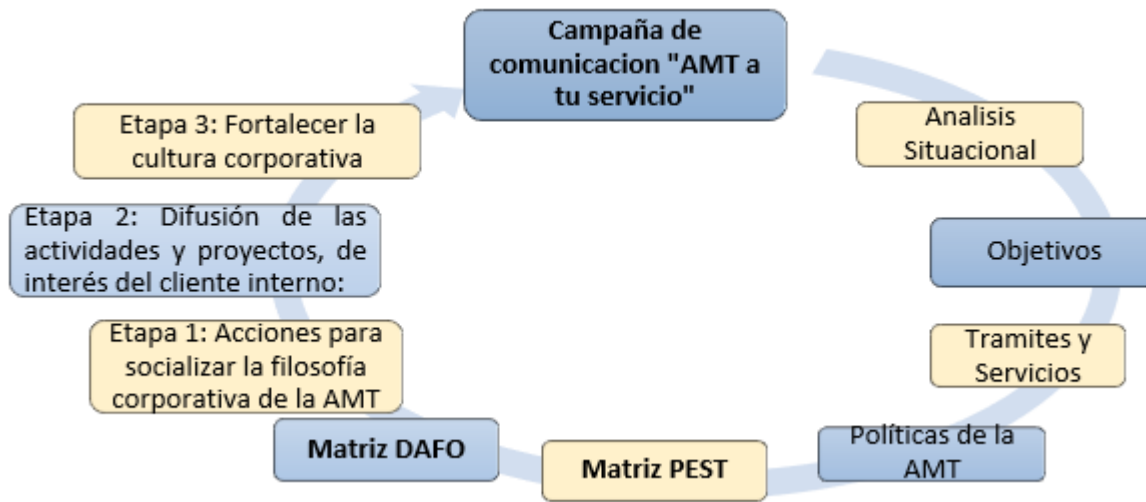 Campaña de
comunicacion "AMT a
tu servicio"
Analisis
Situacional
Objetivos
Tramites y
Servicios
Políticas de la
AMT
Matriz PEST
Matriz DAFO
Etapa 1: Acciones para
socializar la filosofía
corporativa de la AMT
Etapa 2: Difusión de las
actividades y proyectos, de
interés del cliente interno:
Etapa 3: Fortalecer la
cultura corporativa